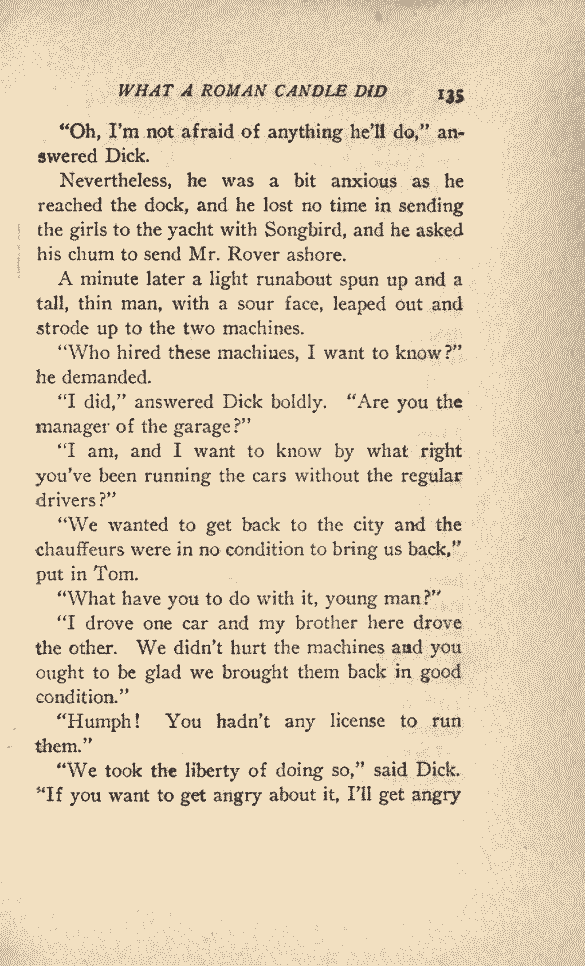 WHAT A ROMAN CANDLE DID 135
“Oh, I'm not afraid of anything he'll do,” an-
swered Dick.
Nevertheless, he was a bit anxious as he
reached the dock, and he lost no time in sending
the girls to the yacht with Songbird, and he asked
his chum to send Mr. Rover ashore.
A minute later a light runabout spun up and a
tall, thin man, with a sour face, leaped out and
strode up to the two machines.
“Who hired these machines, I want to know?”
he demanded.
“I did,” answered Dick boldly. “Are you the
manager of the garage?”
“I am, and I want to know by what right
you've been running the cars without the regular
drivers?”
“We wanted to get back to the city and the
chauffeurs were in no condition to bring us back,”
put in Tom.
“What have you to do with it, young man?”
“I drove one car and my brother here drove
the other. We didn't hurt the machines and you
ought to be glad we brought them back in good
condition.”
“Humph! You hadn't any license to run
them.”
“We took the liberty of doing so,” said Dick.
“If you want to get angry about it, I'll get angry